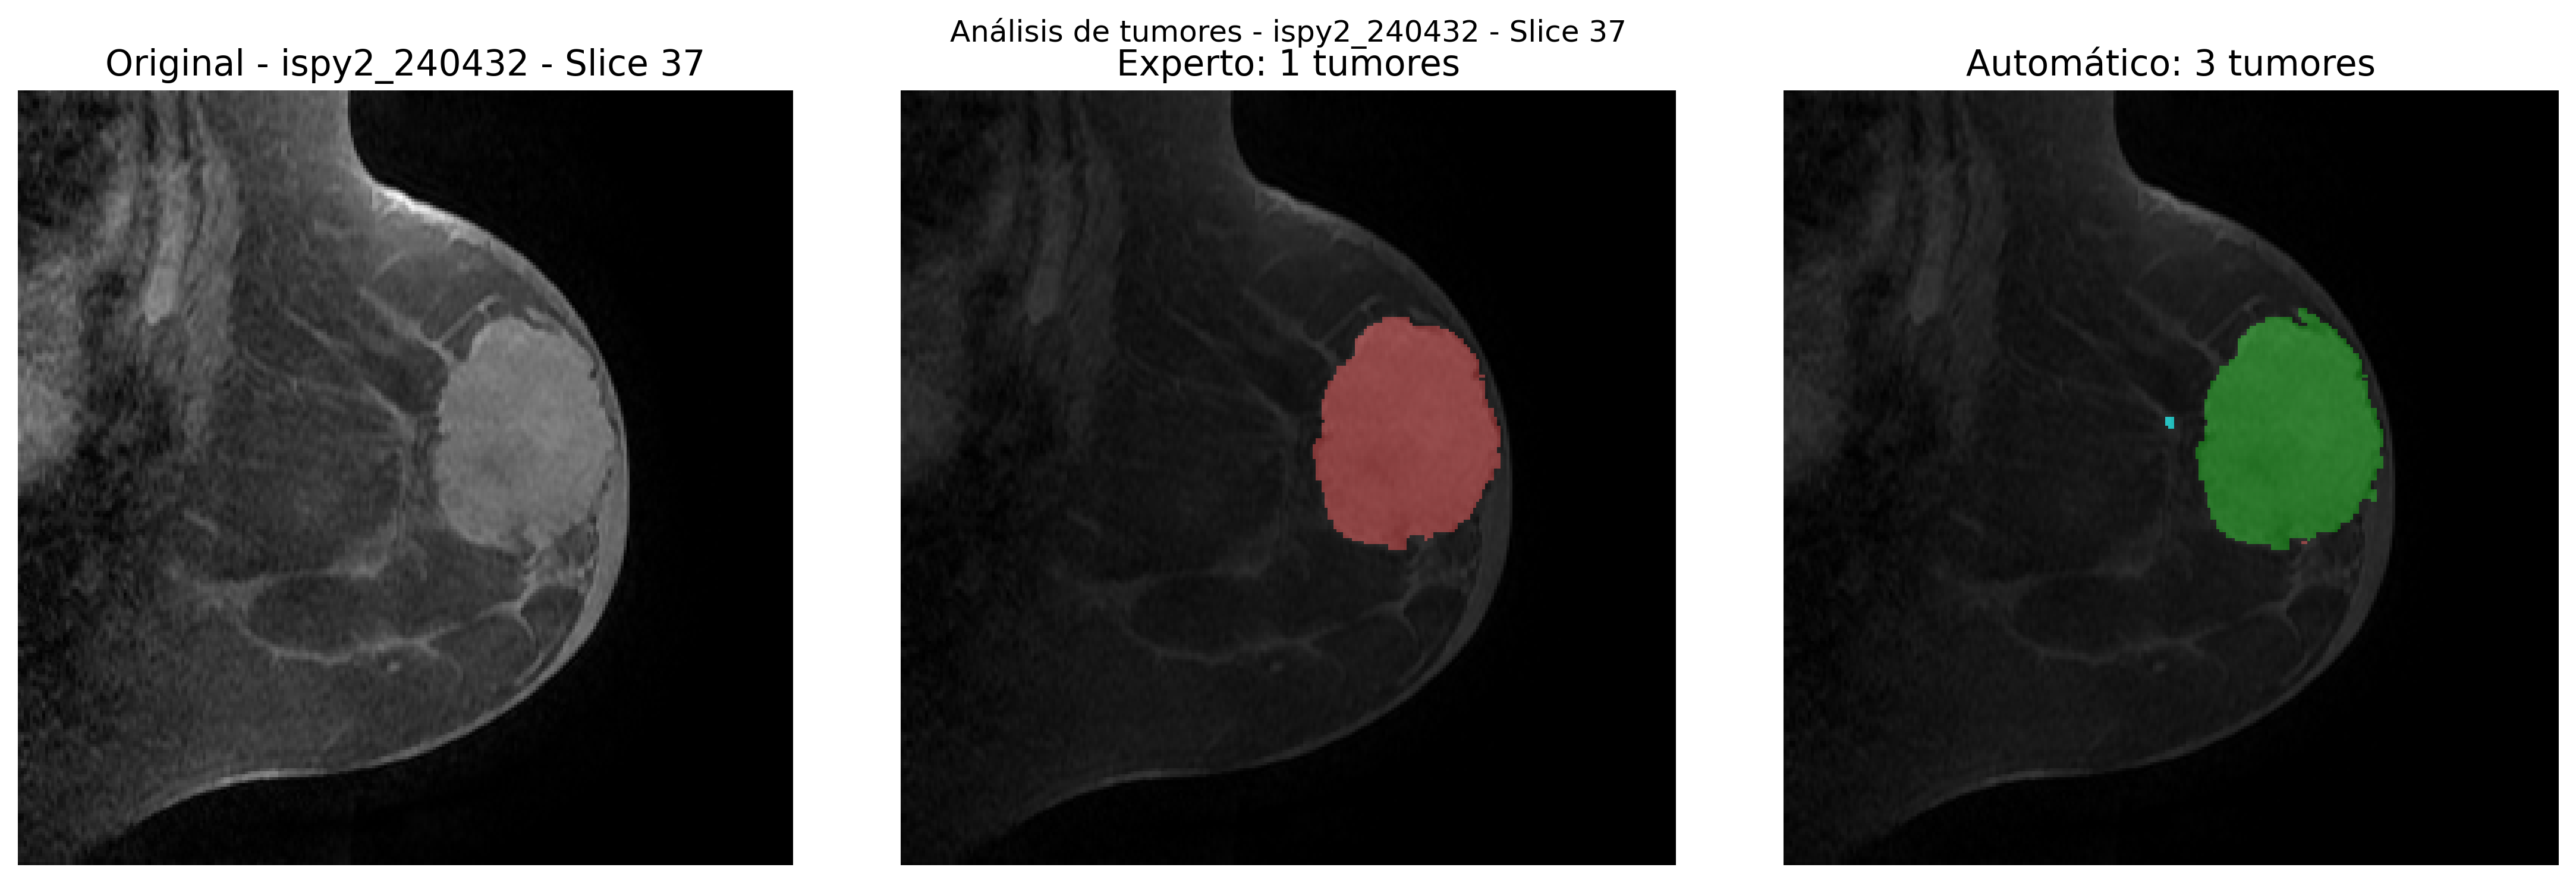 Análisis de tumores - ispy2_240432 - Slice 37
Original - ispy2_240432 - Slice 37
Experto: 1 tumores
Automático: 3 tumores